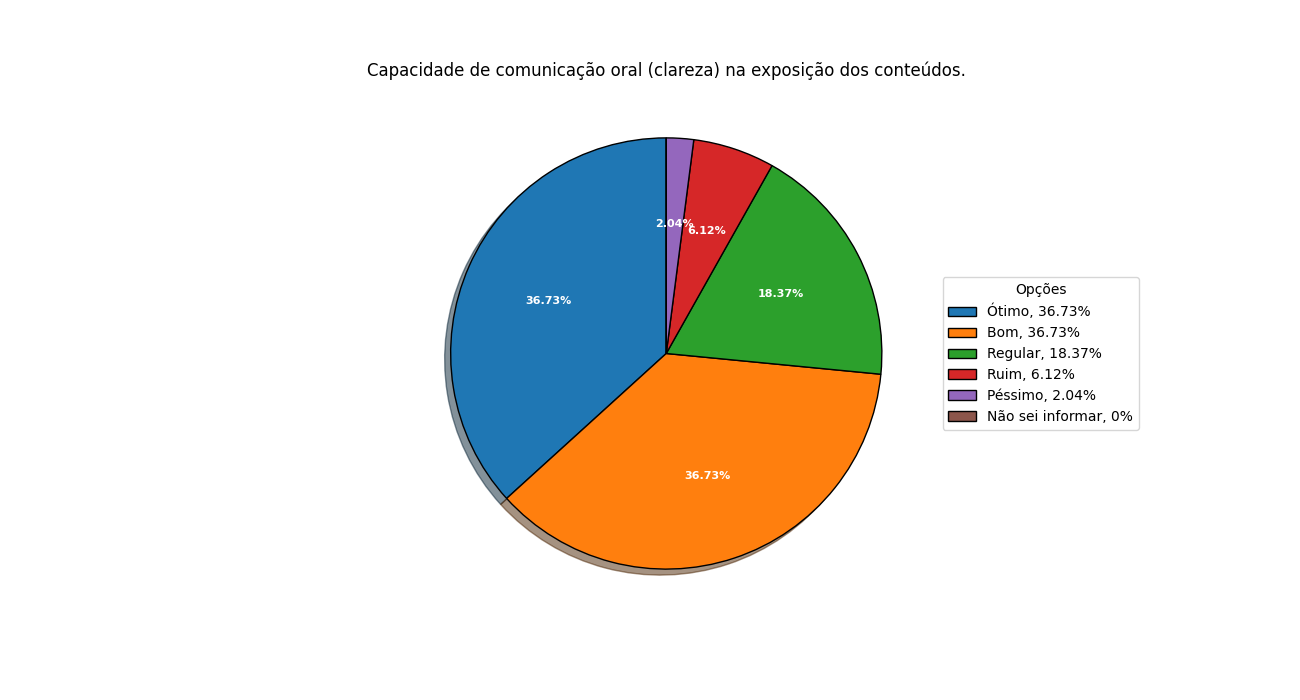 Capacidade de comunicação oral (clareza) na exposição dos conteúdos.
2.04%
6.12%
36.73%
18.37%
36.73%
Opções
Ótimo, 36.73%
Bom, 36.73%
Regular, 18.37%
Ruim, 6.12%
Péssimo, 2.04%
Não sei informar, 0%